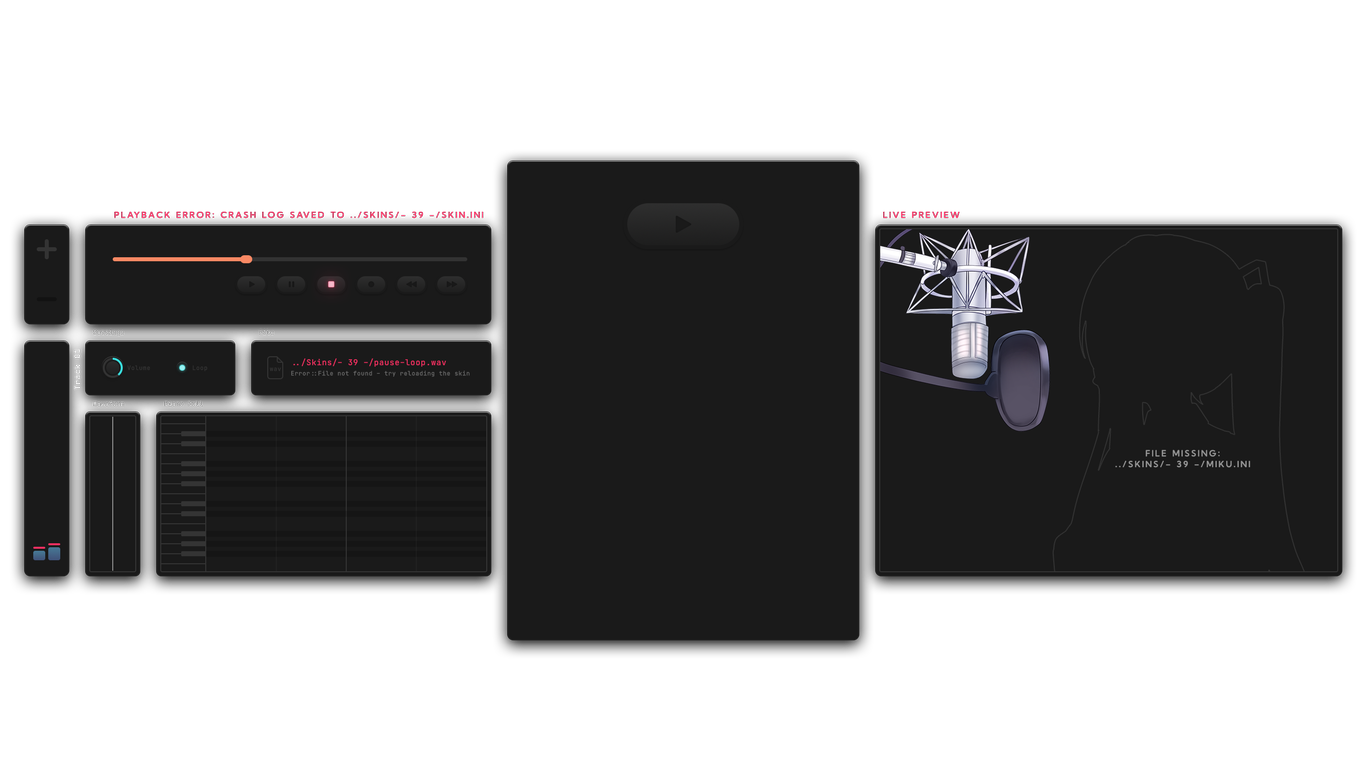 PLAYBACK ERROR: CRASH LOG SAVED TO ../SKINS/- 39 -/SKIN.INI
LIVE PREVIEW
Track 01
Volume
Loop
WAV
../Skins/- 39 -/pause-loop.wav
Error::File not found - try reloading the skin
FILE MISSING:
../SKINS/- 39 -/MIKU.INI